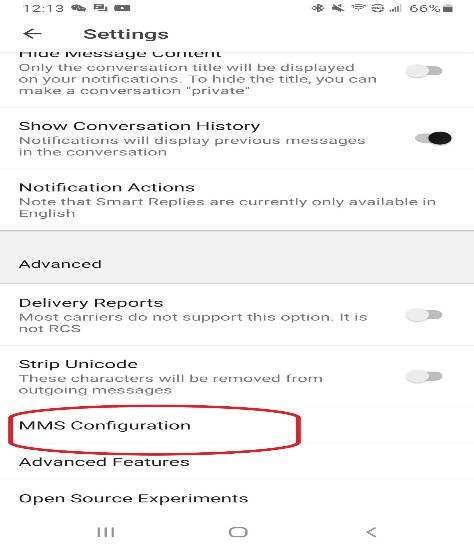 12:13 66%
Settings
Hide Message Content
Only the conversation title will be displayed
on your notifications. To hide the title, you can
make a conversation "private"
Show Conversation History
Notifications will display previous messages
in the conversation
Notification Actions
Note that Smart Replies are currently only available in
English
Advanced
Delivery Reports
Most carriers do not support this option. It is
not RCS
Strip Unicode
These characters will be removed from
outgoing messages
MMS Configuration
Advanced Features
Open Source Experiments